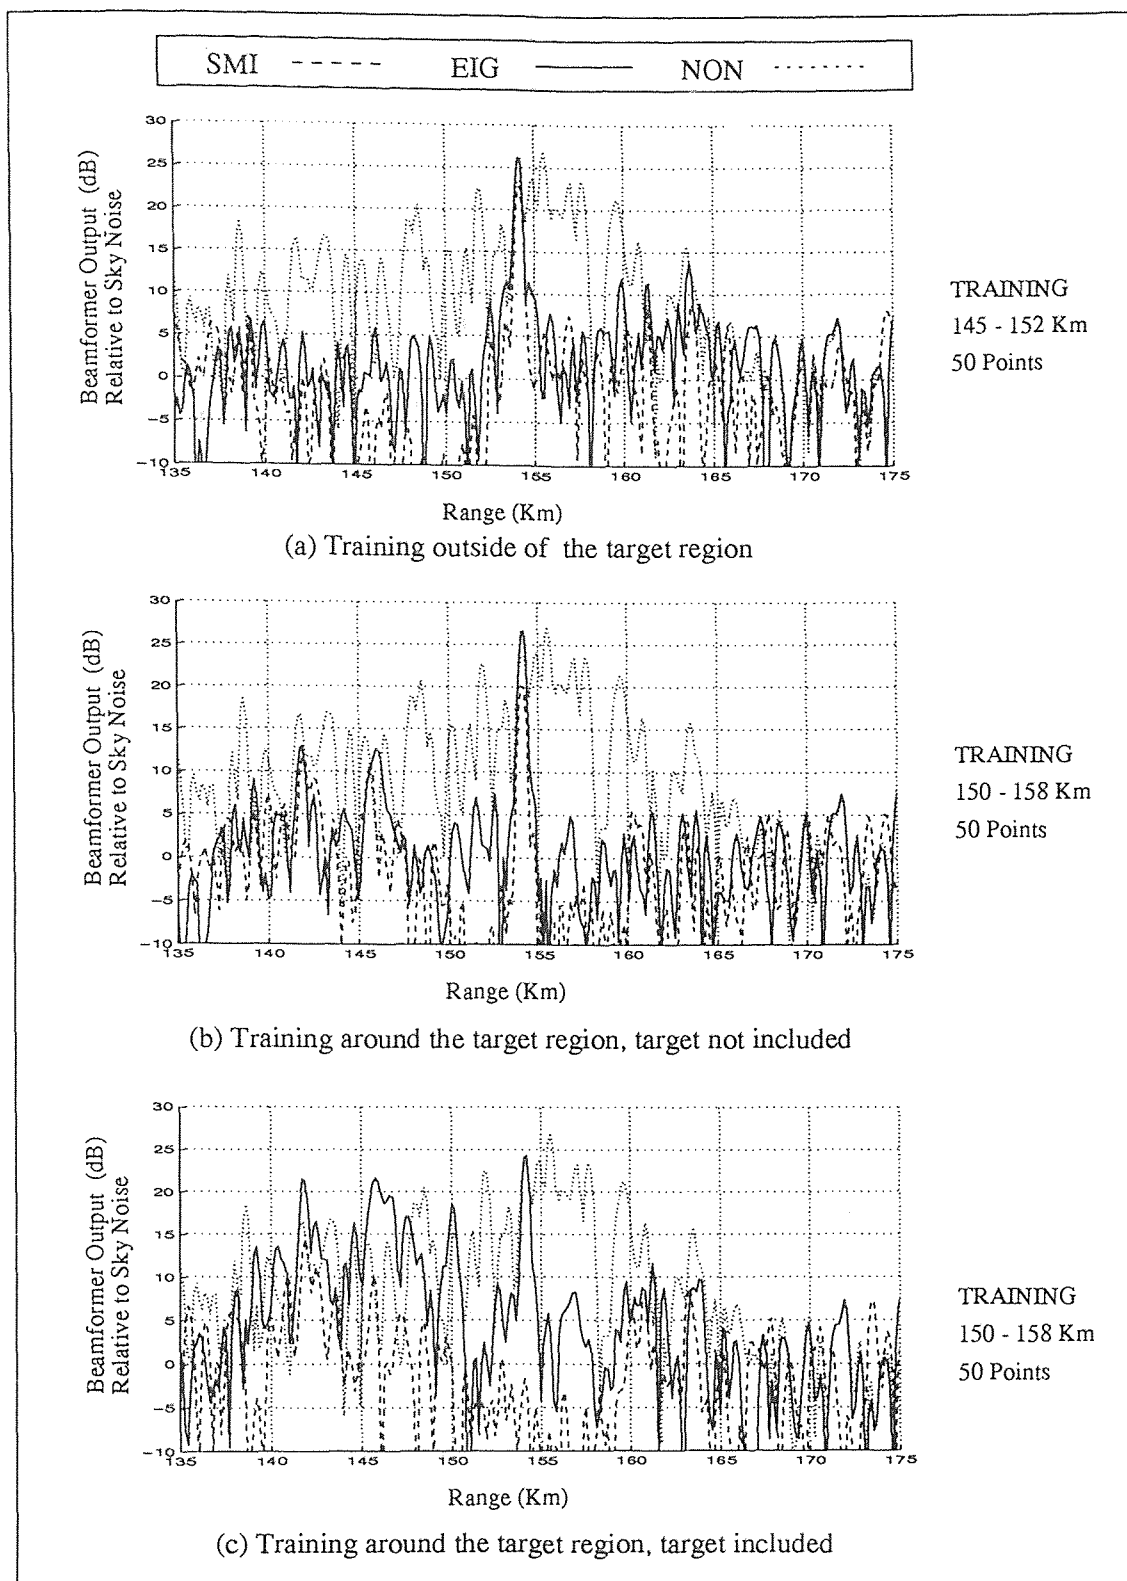 SMI EIG NON
30
25
20
15
10
5
0
−5
−10
Beamformer Output (dB)
Relative to Sky Noise
135 140 145 150 155 160 165 170 175
Range (Km)
TRAINING
145 - 152 Km
50 Points
(a) Training outside of the target region
30
25
20
15
10
5
0
−5
−10
Beamformer Output (dB)
Relative to Sky Noise
135 140 145 150 155 160 165 170 175
Range (Km)
TRAINING
150 - 158 Km
50 Points
(b) Training around the target region, target not included
30
25
20
15
10
5
0
−5
−10
Beamformer Output (dB)
Relative to Sky Noise
135 140 145 150 155 160 165 170 175
Range (Km)
TRAINING
150 - 158 Km
50 Points
(c) Training around the target region, target included